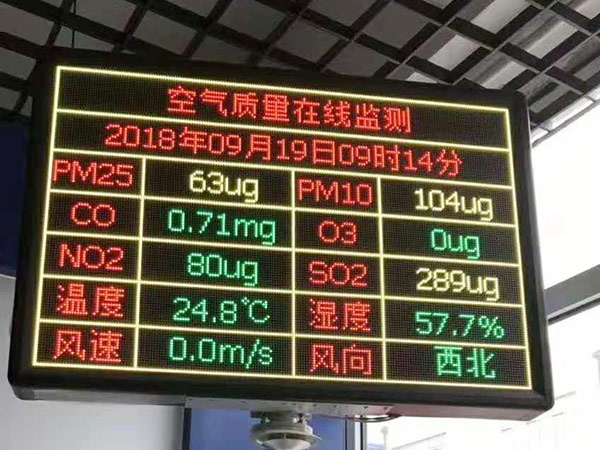 空气质量在线监测
2018年09月19日09时14分
PM25 63ug PM10 104ug
CO 0.71mg O3 0ug
NO2 80ug SO2 289ug
温度 24.8℃ 湿度 57.7%
风速 0.0m/s 风向 西北